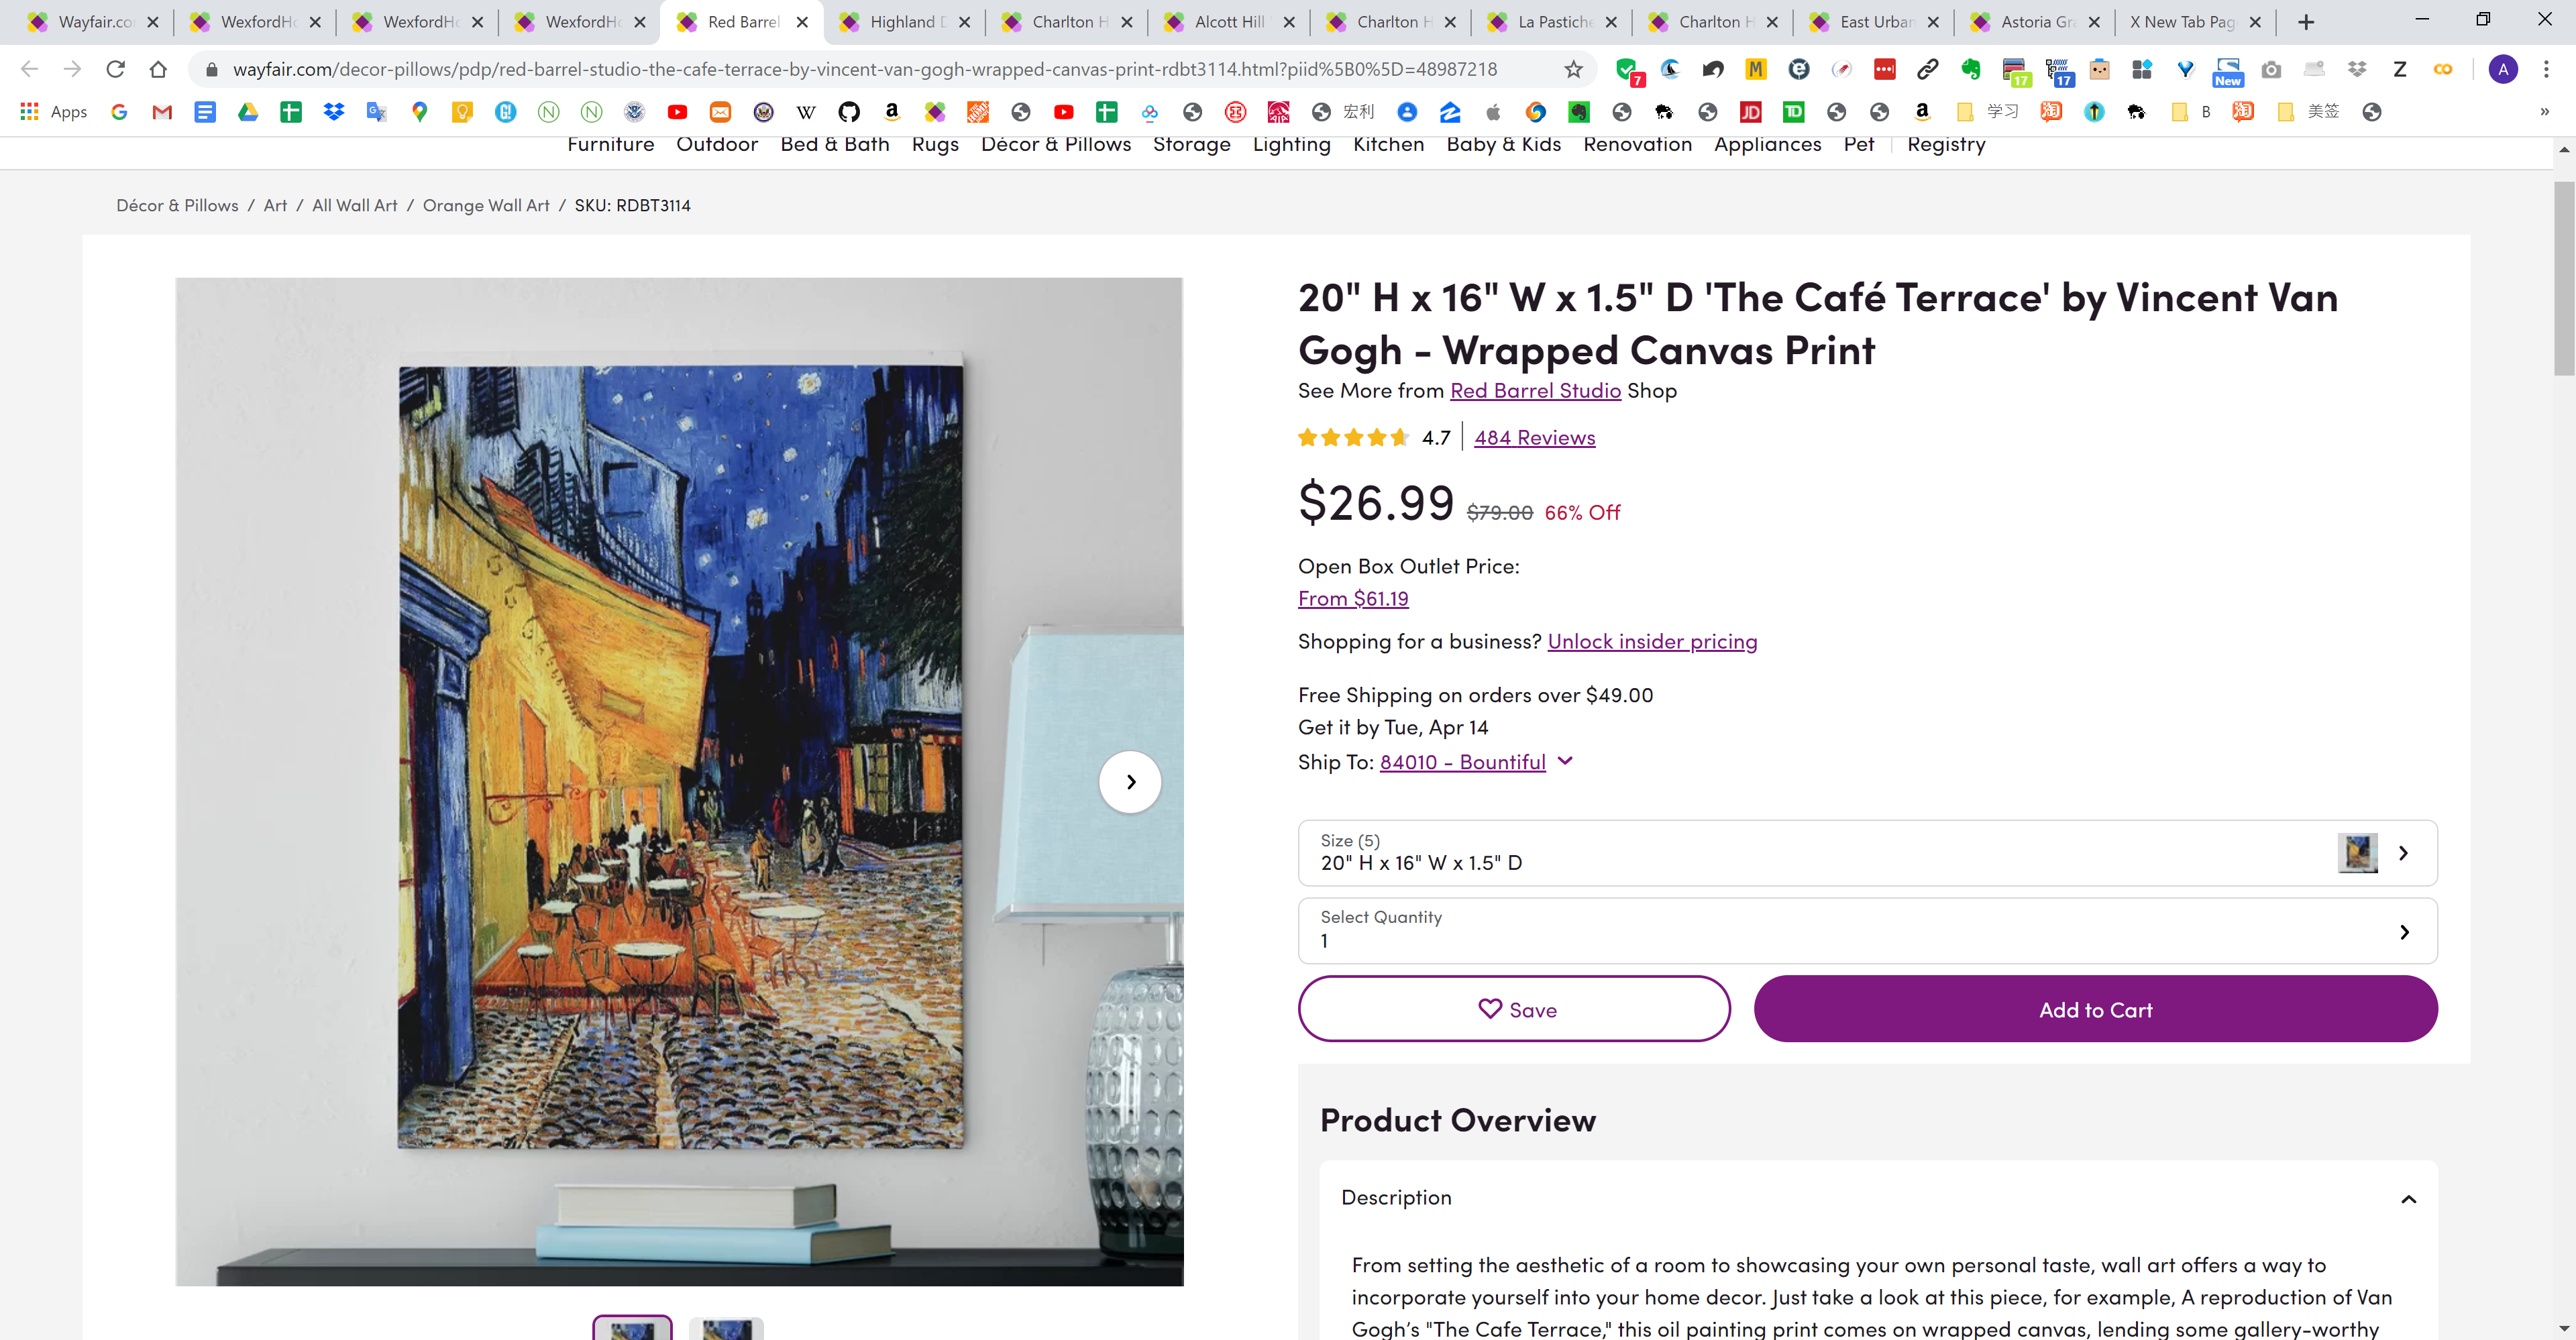 Wayfair.co
WexfordHo
WexfordHo
WexfordHo
Red Barrel
Highland D
Charlton H
Alcott Hill
Charlton H
La Pastiche
Charlton H
East Urban
Astoria Gra
X New Tab Pag
wayfair.com/decor-pillows/pdp/red-barrel-studio-the-cafe-terrace-by-vincent-van-gogh-wrapped-canvas-print-rdbt3114.html?piid%5B0%5D=48987218
7
17
17
New
A
Apps
宏利
学习
B
美签
Furniture Outdoor Bed & Bath Rugs Décor & Pillows Storage Lighting Kitchen Baby & Kids Renovation Appliances Pet Registry
Décor & Pillows / Art / All Wall Art / Orange Wall Art / SKU: RDBT3114
20" H x 16" W x 1.5" D 'The Café Terrace' by Vincent Van
Gogh - Wrapped Canvas Print
See More from Red Barrel Studio Shop
4.7 484 Reviews
$26.99 $79.00 66% Off
Open Box Outlet Price:
From $61.19
Shopping for a business? Unlock insider pricing
Free Shipping on orders over $49.00
Get it by Tue, Apr 14
Ship To: 84010 - Bountiful
Size (5)
20" H x 16" W x 1.5" D
Select Quantity
1
Save
Add to Cart
Product Overview
Description
From setting the aesthetic of a room to showcasing your own personal taste, wall art offers a way to
incorporate yourself into your home decor. Just take a look at this piece, for example, A reproduction of Van
Gogh's "The Cafe Terrace," this oil painting print comes on wrapped canvas, lending some gallery-worthy